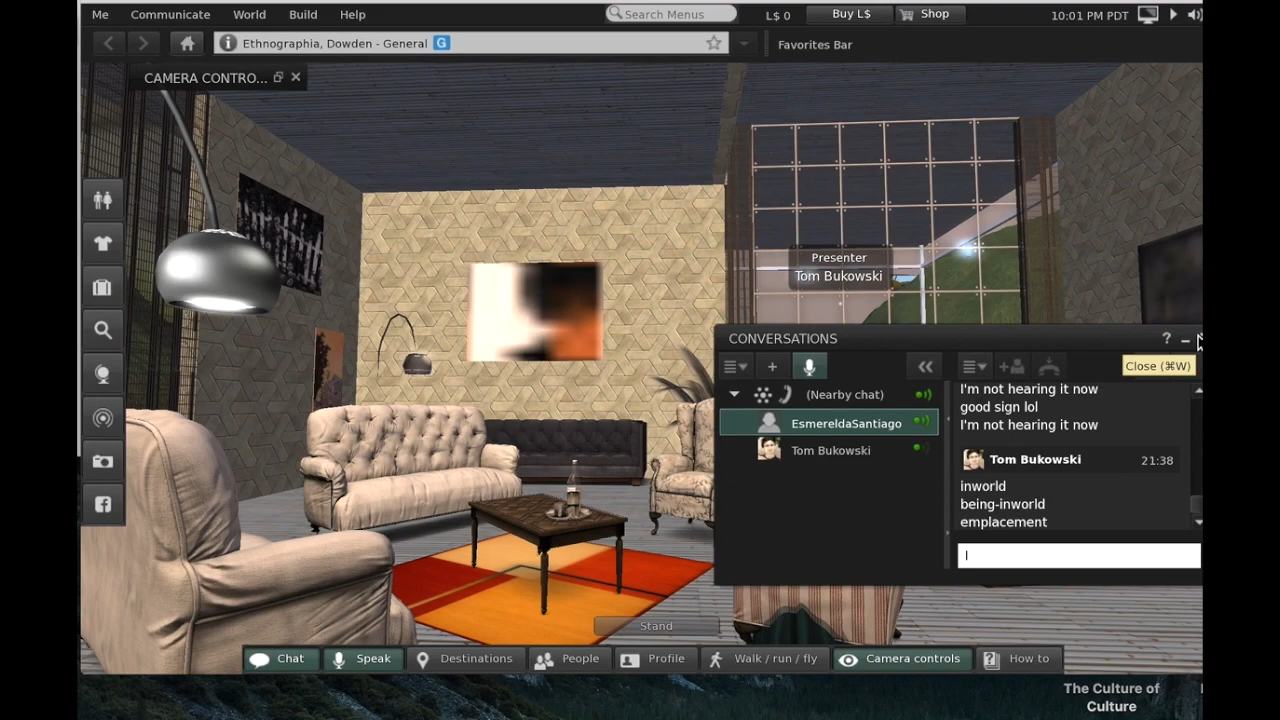 Me Communicate World Build Help Search Menus L$ 0 Buy L$ Shop 10:01 PM PDT
Ethnographia, Dowden - General G Favorites Bar
CAMERA CONTRO...
Presenter
Tom Bukowski
CONVERSATIONS ?
Close (⌘W)
(Nearby chat)
EsmereldaSantiago
Tom Bukowski
I'm not hearing it now
good sign lol
I'm not hearing it now
Tom Bukowski 21:38
inworld
being-inworld
emplacement
Stand
Chat Speak Destinations People Profile Walk / run / fly Camera controls How to
The Culture of
Culture